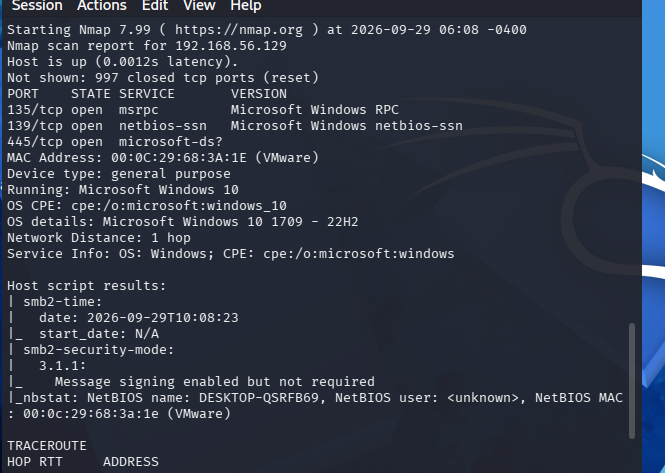 Session Actions Edit View Help
Starting Nmap 7.99 ( https://nmap.org ) at 2026-09-29 06:08 -0400
Nmap scan report for 192.168.56.129
Host is up (0.0012s latency).
Not shown: 997 closed tcp ports (reset)
PORT    STATE SERVICE       VERSION
135/tcp open  msrpc         Microsoft Windows RPC
139/tcp open  netbios-ssn   Microsoft Windows netbios-ssn
445/tcp open  microsoft-ds?
MAC Address: 00:0C:29:68:3A:1E (VMware)
Device type: general purpose
Running: Microsoft Windows 10
OS CPE: cpe:/o:microsoft:windows_10
OS details: Microsoft Windows 10 1709 - 22H2
Network Distance: 1 hop
Service Info: OS: Windows; CPE: cpe:/o:microsoft:windows
Host script results:
| smb2-time:
|   date: 2026-09-29T10:08:23
|_  start_date: N/A
| smb2-security-mode:
|   3.1.1:
|_    Message signing enabled but not required
|_nbstat: NetBIOS name: DESKTOP-QSRFB69, NetBIOS user: <unknown>, NetBIOS MAC
: 00:0c:29:68:3a:1e (VMware)
TRACEROUTE
HOP RTT     ADDRESS